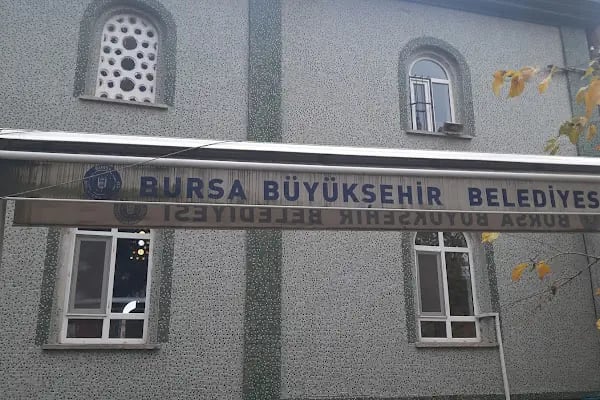 BURSA BÜYÜKŞEHİR BELEDİYES
BURSA BÜYÜKŞEHİR BELEDİYESİ